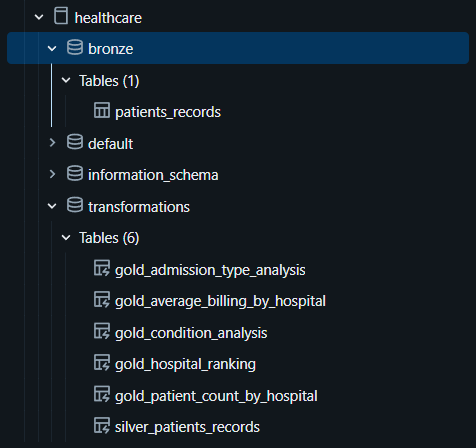 healthcare
bronze
Tables (1)
patients_records
default
information_schema
transformations
Tables (6)
gold_admission_type_analysis
gold_average_billing_by_hospital
gold_condition_analysis
gold_hospital_ranking
gold_patient_count_by_hospital
silver_patients_records